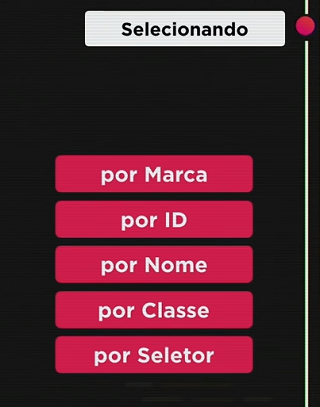 Selecionando
por Marca
por ID
por Nome
por Classe
por Seletor